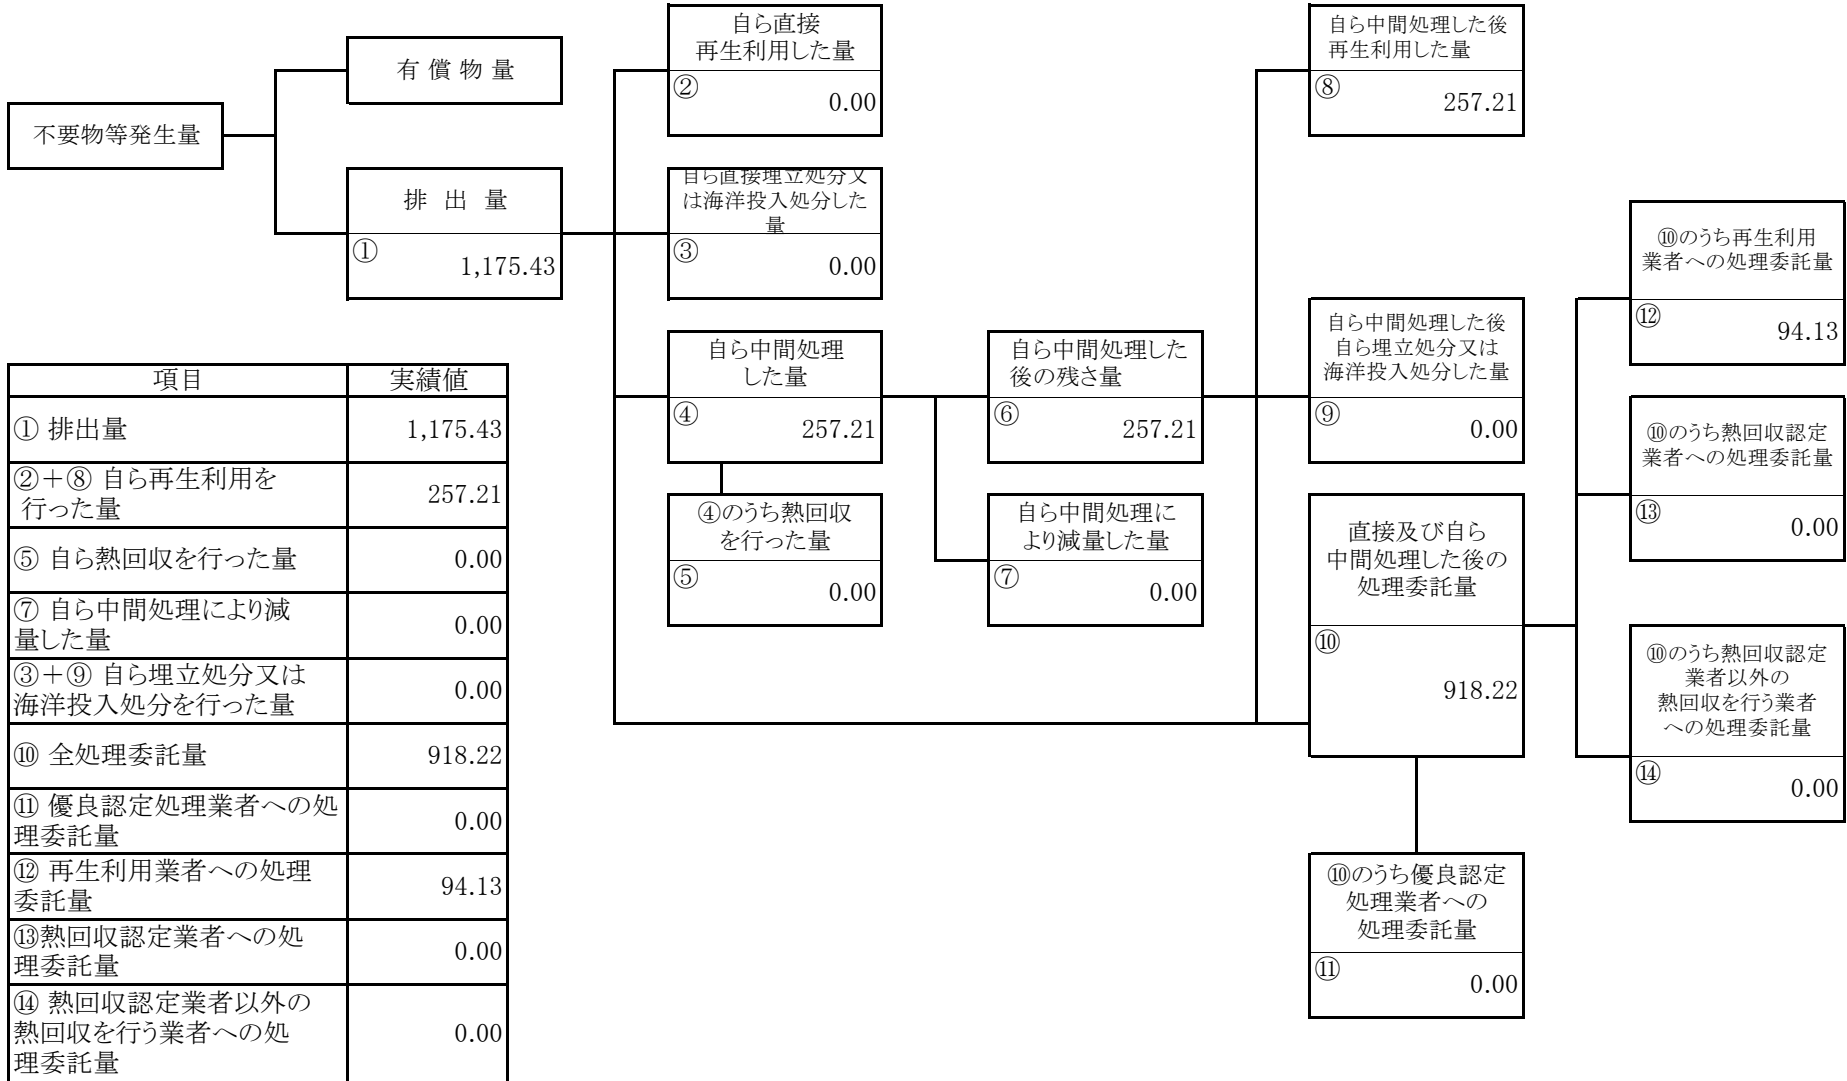 不要物等発生量
有償物量
排出量
①
1,175.43
自ら直接
再生利用した量
②
0.00
自ら直接埋立処分又
は海洋投入処分した
量
③
0.00
自ら中間処理
した量
④
257.21
④のうち熱回収
を行った量
⑤
0.00
自ら中間処理した
後の残さ量
⑥
257.21
自ら中間処理に
より減量した量
⑦
0.00
自ら中間処理した後
再生利用した量
⑧
257.21
自ら中間処理した後
自ら埋立処分又は
海洋投入処分した量
⑨
0.00
直接及び自ら
中間処理した後の
処理委託量
⑩
918.22
⑩のうち優良認定
処理業者への
処理委託量
⑪
0.00
⑩のうち再生利用
業者への処理委託量
⑫
94.13
⑩のうち熱回収認定
業者への処理委託量
⑬
0.00
⑩のうち熱回収認定
業者以外の
熱回収を行う業者
への処理委託量
⑭
0.00
項目 実績値
① 排出量 1,175.43
②＋⑧ 自ら再生利用を
行った量 257.21
⑤ 自ら熱回収を行った量 0.00
⑦ 自ら中間処理により減
量した量 0.00
③＋⑨ 自ら埋立処分又は
海洋投入処分を行った量 0.00
⑩ 全処理委託量 918.22
⑪ 優良認定処理業者への処
理委託量 0.00
⑫ 再生利用業者への処理
委託量 94.13
⑬熱回収認定業者への処
理委託量 0.00
⑭ 熱回収認定業者以外の
熱回収を行う業者への処
理委託量 0.00